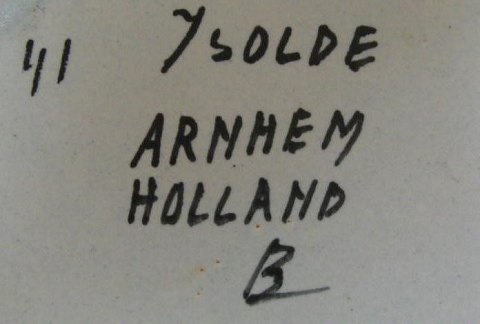 41 YSOLDE
ARNHEM
HOLLAND
B